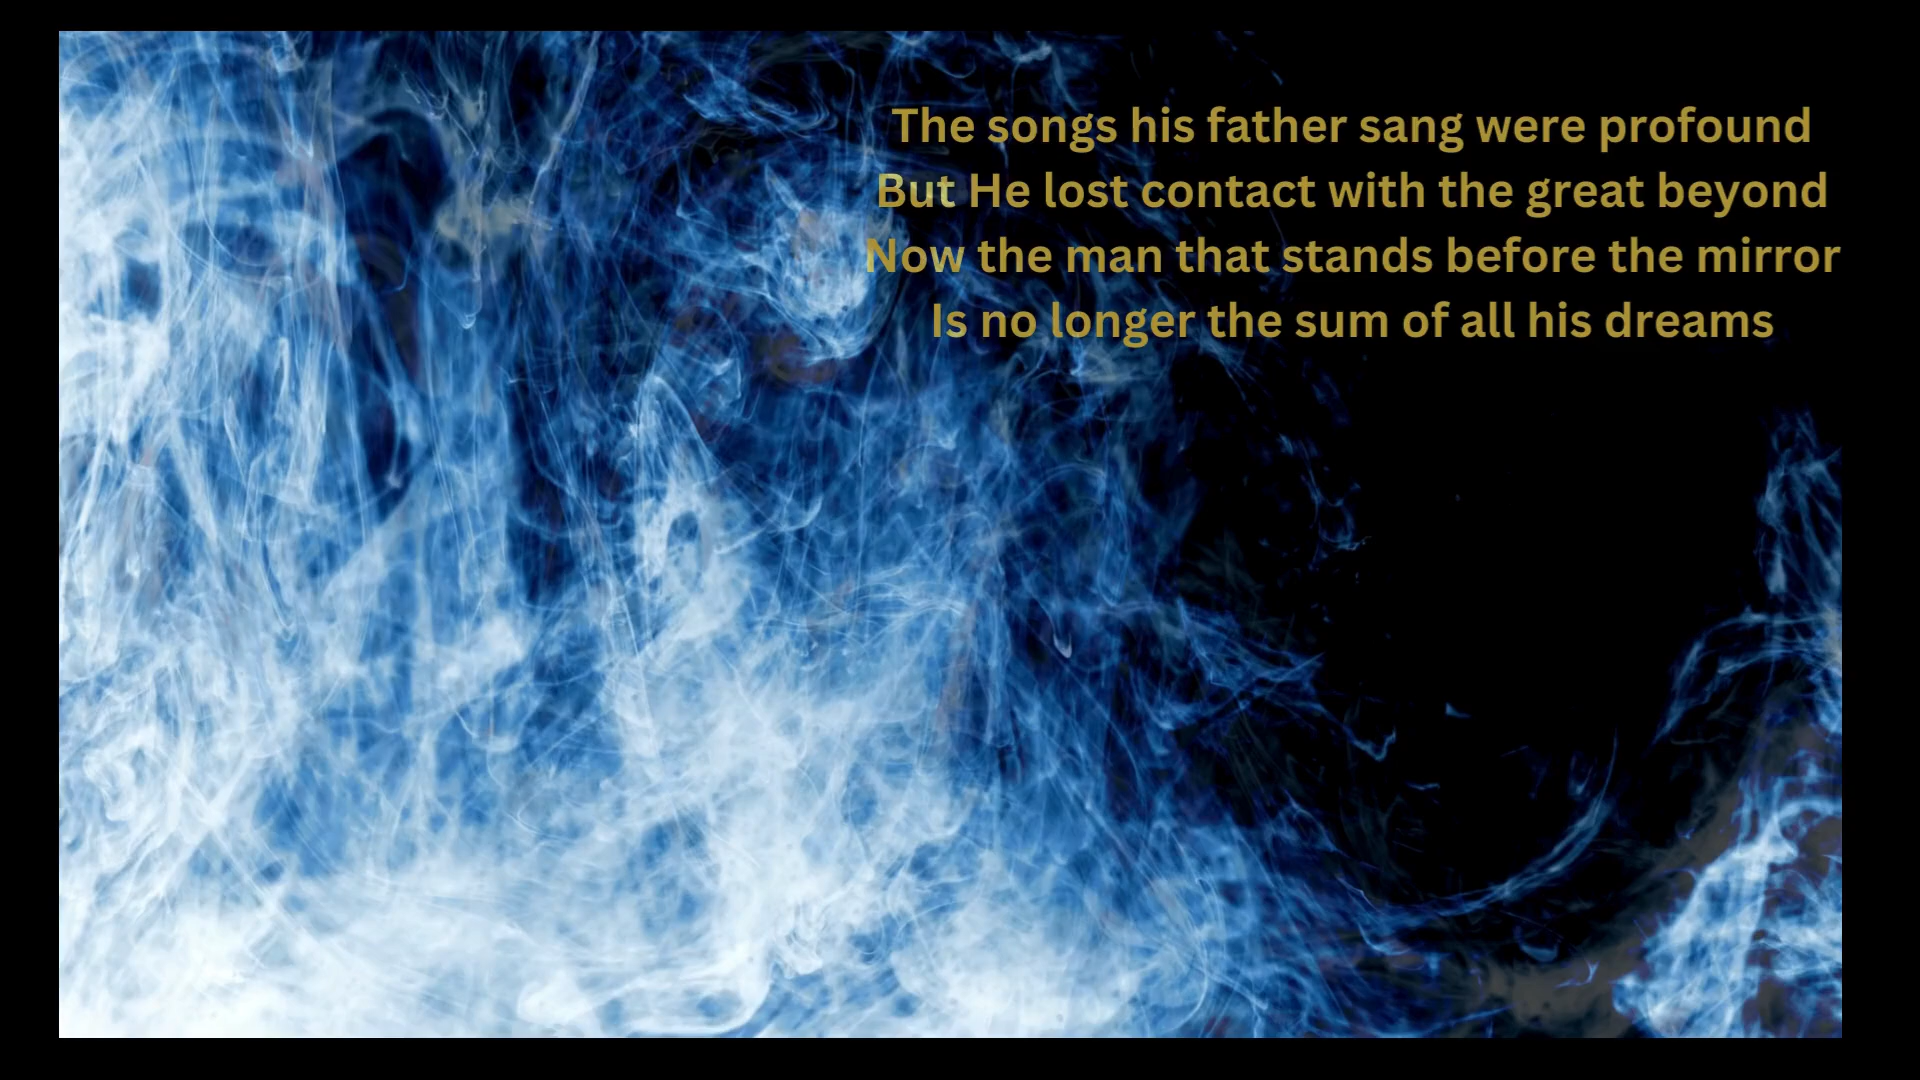 The songs his father sang were profound
But He lost contact with the great beyond
Now the man that stands before the mirror
Is no longer the sum of all his dreams